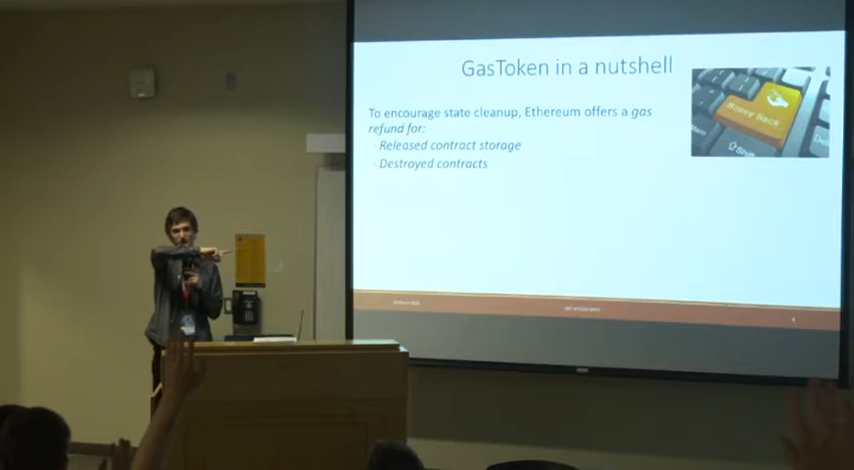 GasToken in a nutshell
To encourage state cleanup, Ethereum offers a gas
refund for:
· Released contract storage
· Destroyed contracts
Money Back
Shift